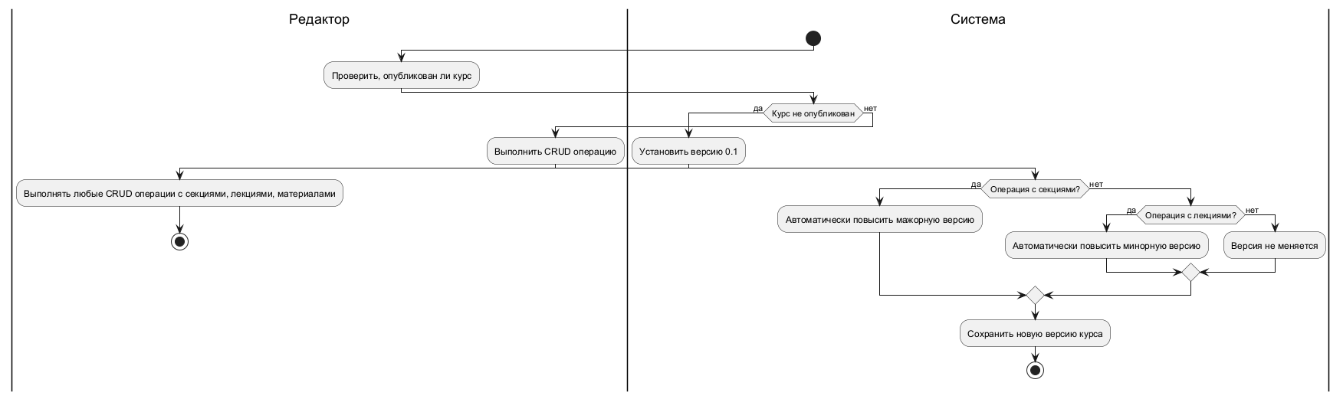 Редактор
Система
Проверить, опубликован ли курс
да
Курс не опубликован
нет
Выполнить CRUD операцию
Установить версию 0.1
Выполнять любые CRUD операции с секциями, лекциями, материалами
да
Операция с секциями?
нет
Автоматически повысить мажорную версию
да
Операция с лекциями?
нет
Автоматически повысить минорную версию
Версия не меняется
Сохранить новую версию курса